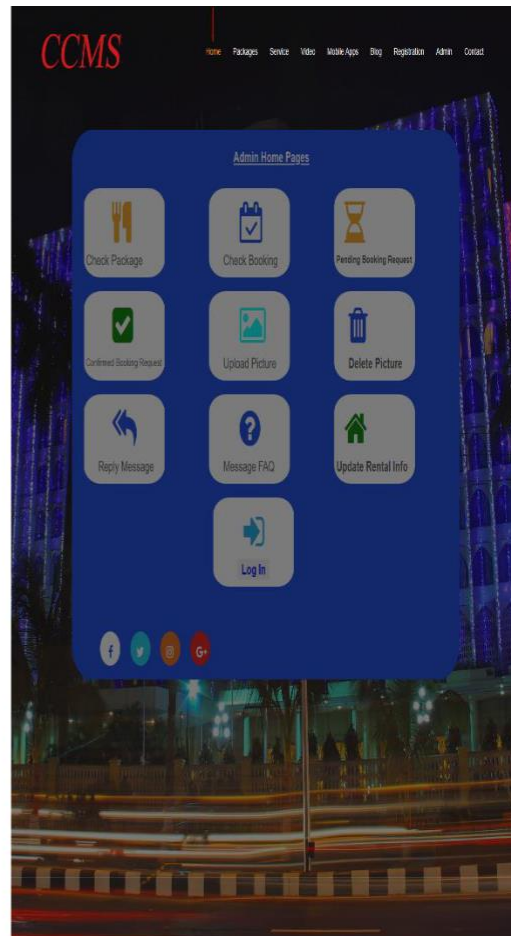 CCMS
Home Packages Service Video Mobile Apps Blog Registration Admin Contact
Admin Home Pages
Check Package
Check Booking
Pending Booking Request
Confirmed Booking Request
Upload Picture
Delete Picture
Reply Message
Message FAQ
Update Rental Info
Log In
G+